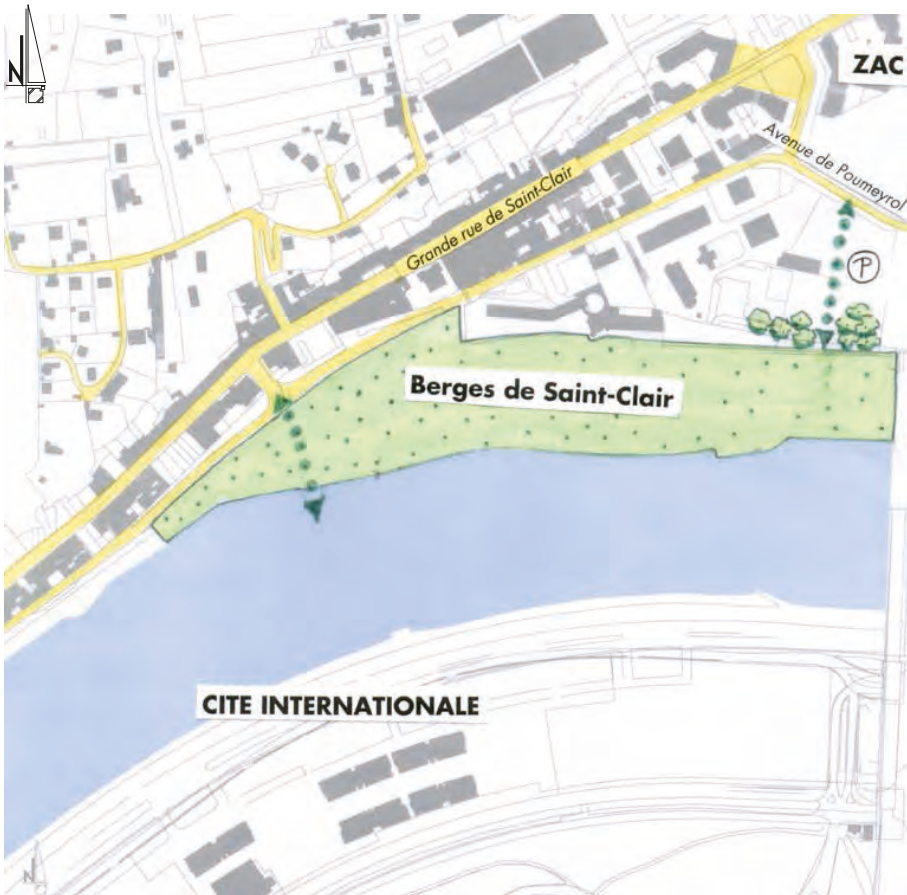 N
ZAC
Avenue de Poumeyrol
Grande rue de Saint-Clair
P
Berges de Saint-Clair
CITE INTERNATIONALE
N